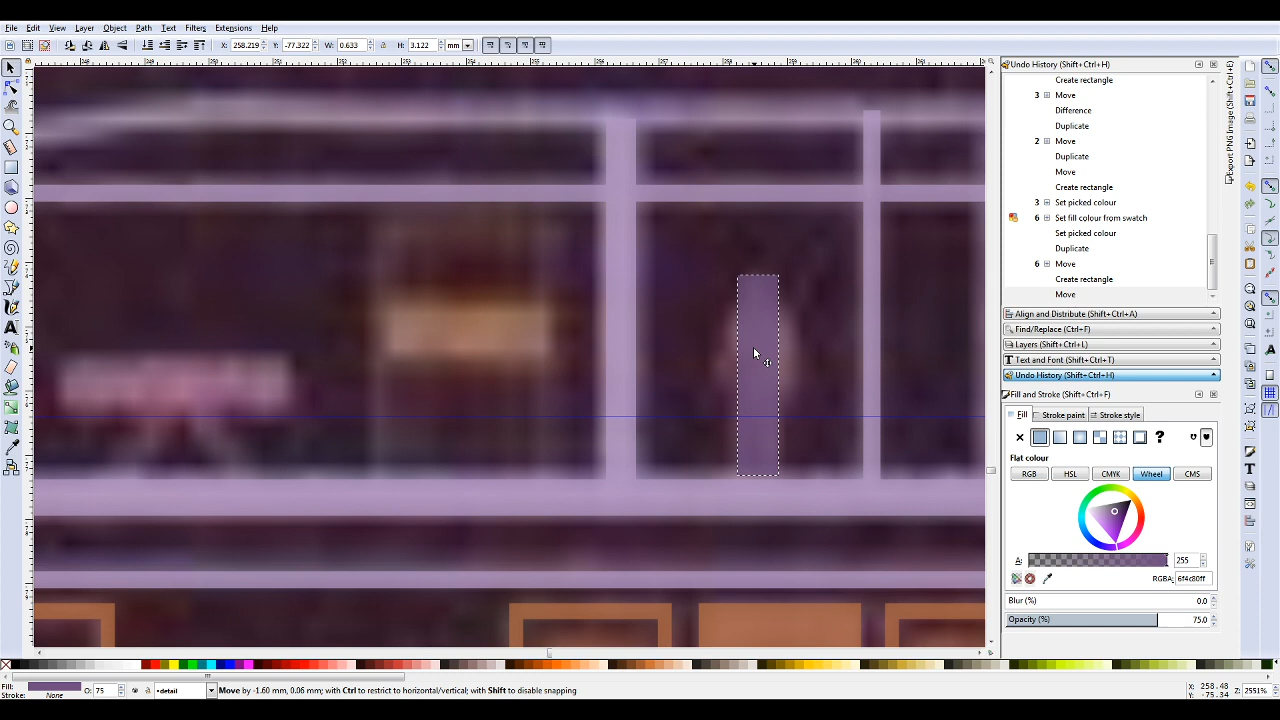 File Edit View Layer Object Path Text Filters Extensions Help
X: 258.219 Y: -77.322 W: 0.633 H: 3.122 mm
Undo History (Shift+Ctrl+H)
Create rectangle
3 Move
Difference
Duplicate
2 Move
Duplicate
Move
Create rectangle
3 Set picked colour
6 Set fill colour from swatch
Set picked colour
Duplicate
6 Move
Create rectangle
Move
Export PNG Image (Shift+Ctrl+E)
Align and Distribute (Shift+Ctrl+A)
Find/Replace (Ctrl+F)
Layers (Shift+Ctrl+L)
Text and Font (Shift+Ctrl+T)
Undo History (Shift+Ctrl+H)
Fill and Stroke (Shift+Ctrl+F)
Fill Stroke paint Stroke style
Flat colour
RGB HSL CMYK Wheel CMS
A: 255
RGBA: 6f4c80ff
Blur (%) 0.0
Opacity (%) 75.0
Fill: O: 75 •detail Move by -1.60 mm, 0.06 mm; with Ctrl to restrict to horizontal/vertical; with Shift to disable snapping X: 258.48 Z: 2551%
Stroke: None Y: -75.34